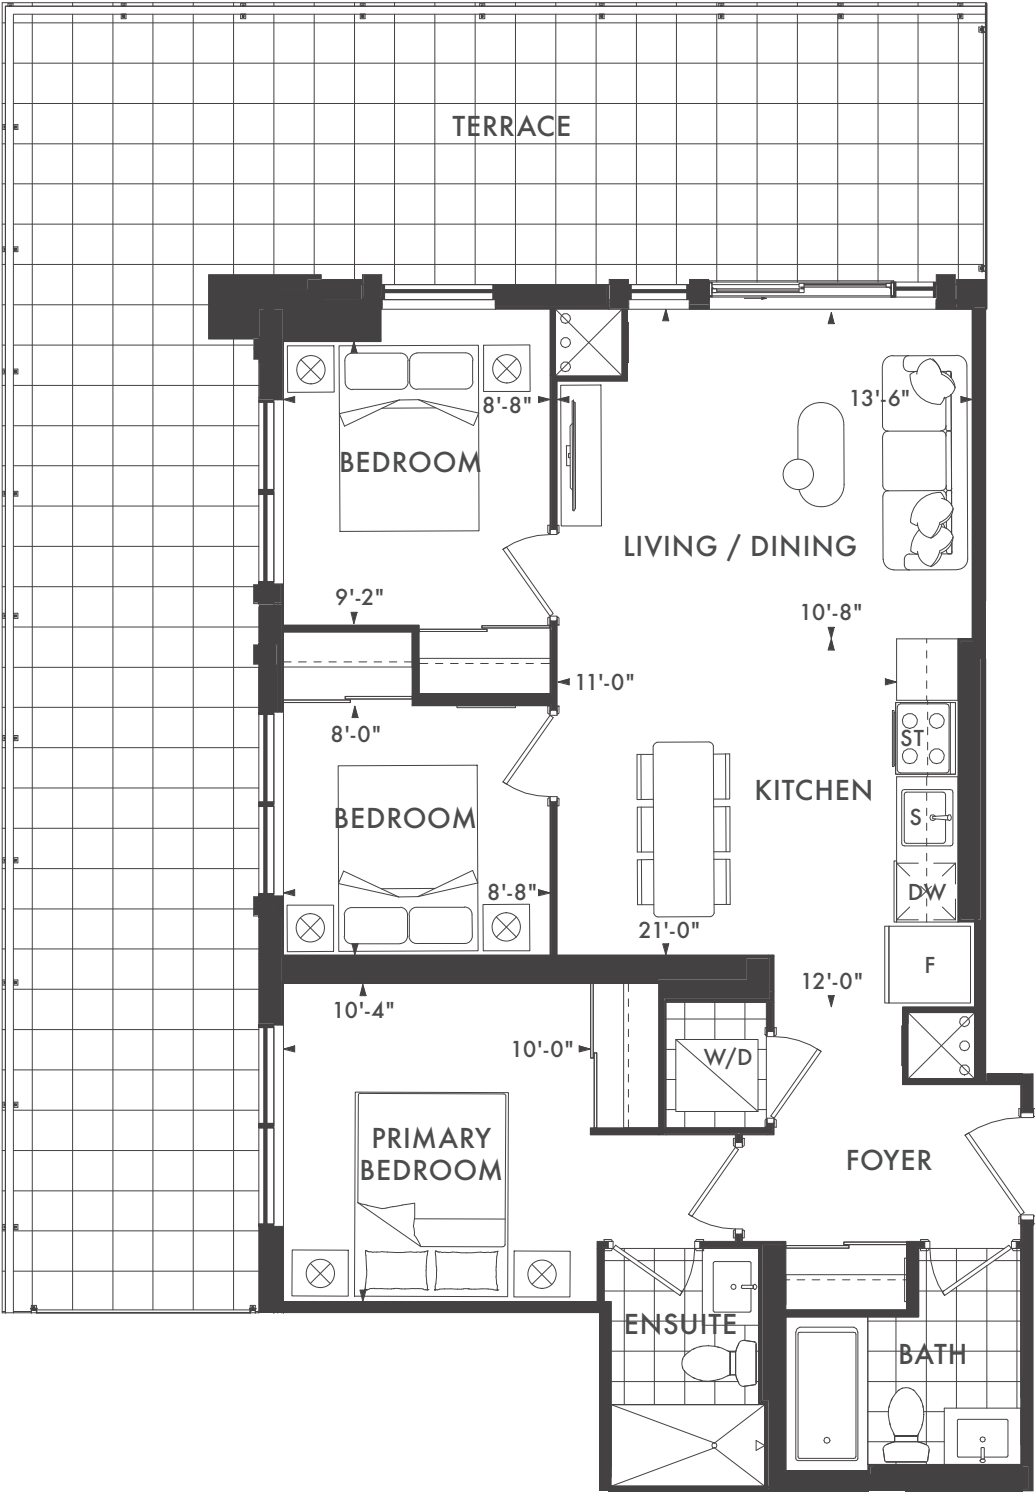 TERRACE
8'-8"
13'-6"
BEDROOM
LIVING / DINING
9'-2"
10'-8"
11'-0"
8'-0"
ST
KITCHEN
BEDROOM
S
8'-8"
DW
21'-0"
F
12'-0"
10'-4"
10'-0"
W/D
PRIMARY
BEDROOM
FOYER
ENSUITE
BATH